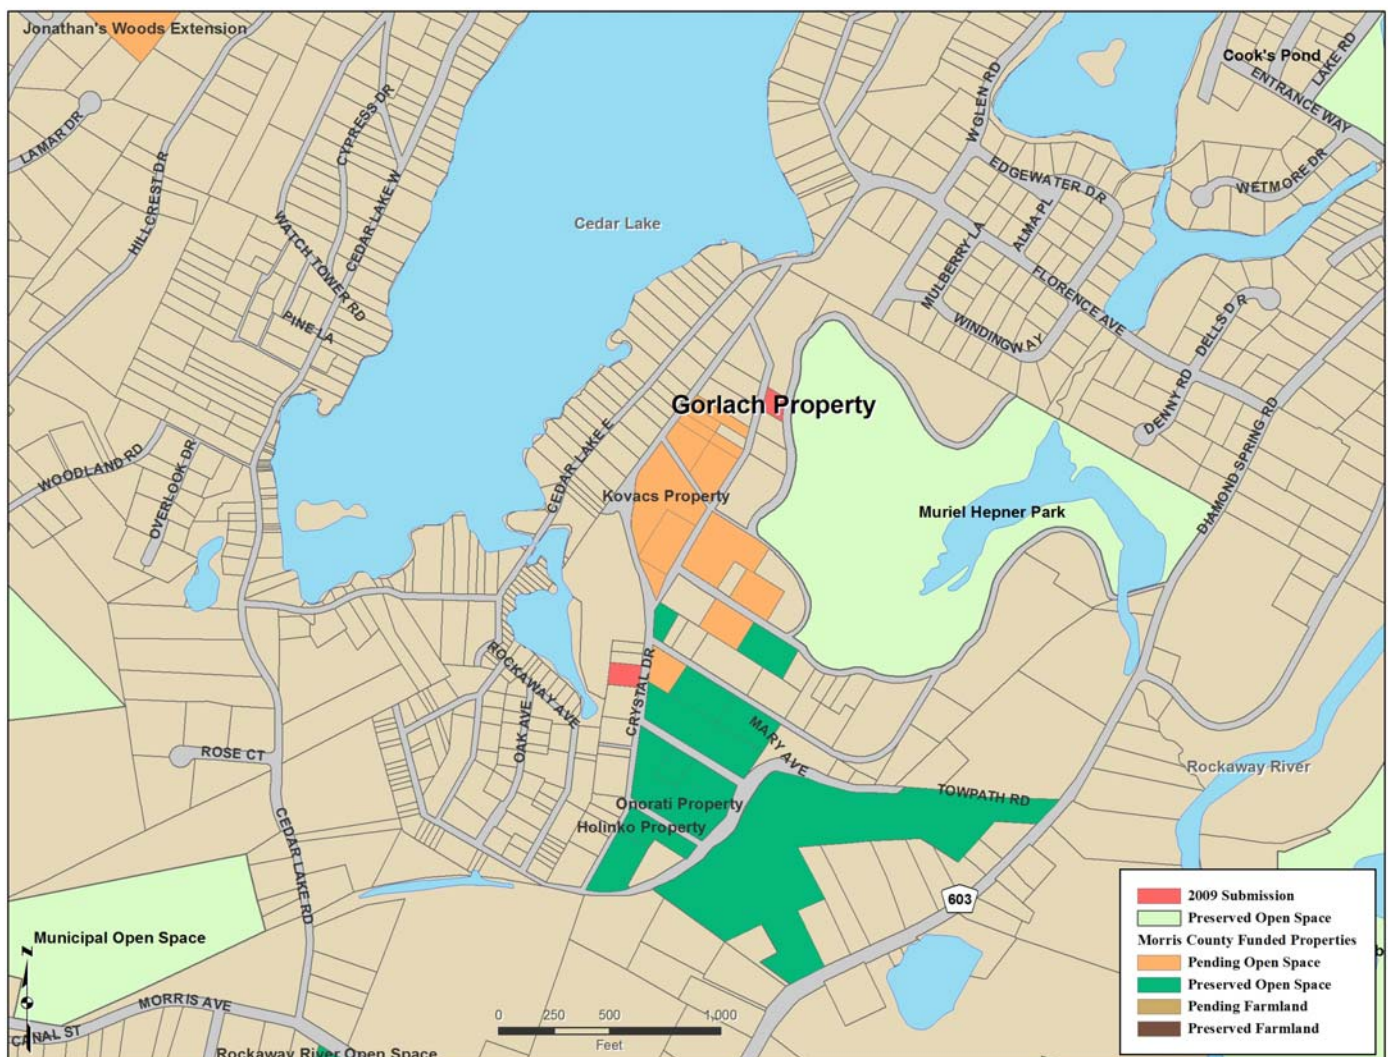 Jonathan's Woods Extension
Cook's Pond
LAKE RD
ENTRANCE WAY
W GLEN RD
CYPRESS DR
LAMAR DR
HILLCREST DR
CEDAR LAKE W
EDGEWATER DR
WETMORE DR
ALMA PL
Cedar Lake
WATCH TOWER RD
MULBERRY LA
FLORENCE AVE
PINE LA
WINDINGWAY
DELLS DR
DENNY RD
Gorlach Property
DIAMOND SPRING RD
WOODLAND RD
OVERLOOK DR
CEDAR LAKE E
Kovacs Property
Muriel Hepner Park
ROCKAWAY AVE
CRYSTAL DR
OAK AVE
MARY AVE
ROSE CT
Rockaway River
TOWPATH RD
Onorati Property
Holinko Property
CEDAR LAKE RD
603
Municipal Open Space
N
MORRIS AVE
CANAL ST
Rockaway River Open Space
0 250 500 1,000
Feet
2009 Submission
Preserved Open Space
Morris County Funded Properties
Pending Open Space
Preserved Open Space
Pending Farmland
Preserved Farmland